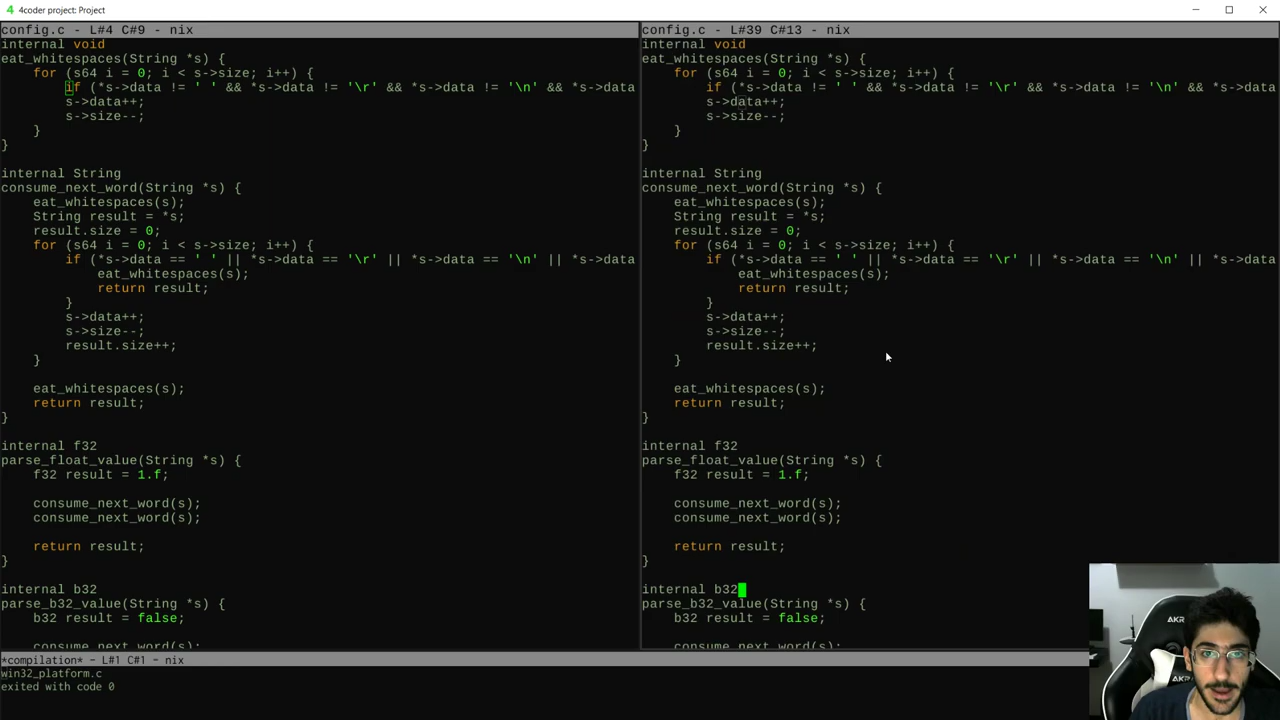 4coder project: Project
config.c - L#4 C#9 - nix
internal void
eat_whitespaces(String *s) {
    for (s64 i = 0; i < s->size; i++) {
        if (*s->data != ' ' && *s->data != '\r' && *s->data != '\n' && *s->data
        s->data++;
        s->size--;
    }
}

internal String
consume_next_word(String *s) {
    eat_whitespaces(s);
    String result = *s;
    result.size = 0;
    for (s64 i = 0; i < s->size; i++) {
        if (*s->data == ' ' || *s->data == '\r' || *s->data == '\n' || *s->data
            eat_whitespaces(s);
            return result;
        }
        s->data++;
        s->size--;
        result.size++;
    }

    eat_whitespaces(s);
    return result;
}

internal f32
parse_float_value(String *s) {
    f32 result = 1.f;

    consume_next_word(s);
    consume_next_word(s);

    return result;
}

internal b32
parse_b32_value(String *s) {
    b32 result = false;

    consume_next_word(s);
config.c - L#39 C#13 - nix
internal void
eat_whitespaces(String *s) {
    for (s64 i = 0; i < s->size; i++) {
        if (*s->data != ' ' && *s->data != '\r' && *s->data != '\n' && *s->data
        s->data++;
        s->size--;
    }
}

internal String
consume_next_word(String *s) {
    eat_whitespaces(s);
    String result = *s;
    result.size = 0;
    for (s64 i = 0; i < s->size; i++) {
        if (*s->data == ' ' || *s->data == '\r' || *s->data == '\n' || *s->data
            eat_whitespaces(s);
            return result;
        }
        s->data++;
        s->size--;
        result.size++;
    }

    eat_whitespaces(s);
    return result;
}

internal f32
parse_float_value(String *s) {
    f32 result = 1.f;

    consume_next_word(s);
    consume_next_word(s);

    return result;
}

internal b32
parse_b32_value(String *s) {
    b32 result = false;

    consume_next_word(s);
*compilation* - L#1 C#1 - nix
win32_platform.c
exited with code 0
AKR
AKR